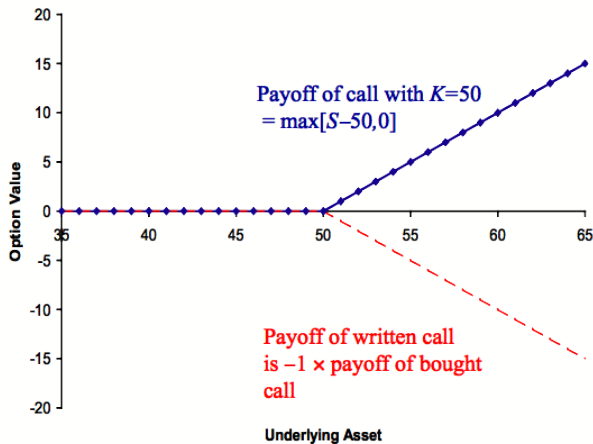 20
15
Payoff of call with K=50
= max[S–50,0]
10
5
0
35 40 45 50 55 60 65
-5
-10
Payoff of written call
is –1 × payoff of bought
call
-15
-20
Option Value
Underlying Asset